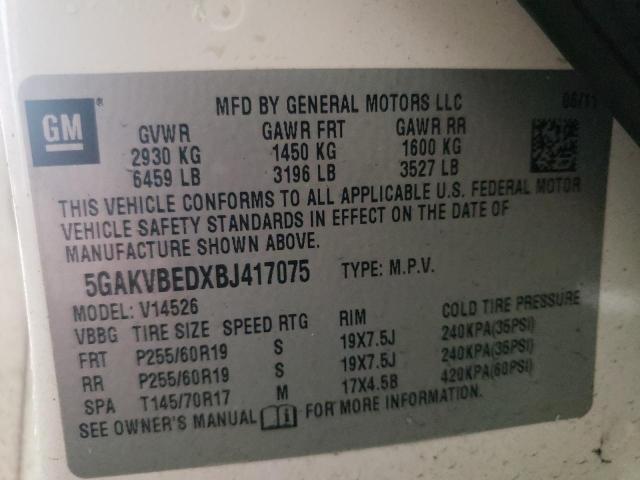 GM ® MFD BY GENERAL MOTORS LLC 06/11
GVWR GAWR FRT GAWR RR
2930 KG 1450 KG 1600 KG
6459 LB 3196 LB 3527 LB
THIS VEHICLE CONFORMS TO ALL APPLICABLE U.S. FEDERAL MOTOR
VEHICLE SAFETY STANDARDS IN EFFECT ON THE DATE OF
MANUFACTURE SHOWN ABOVE.
5GAKVBEDXBJ417075 TYPE: M.P.V.
MODEL: V14526
VBBG TIRE SIZE SPEED RTG RIM COLD TIRE PRESSURE
FRT P255/60R19 S 19X7.5J 240KPA(35PSI)
RR P255/60R19 S 19X7.5J 240KPA(35PSI)
SPA T145/70R17 M 17X4.5B 420KPA(60PSI)
SEE OWNER'S MANUAL FOR MORE INFORMATION.